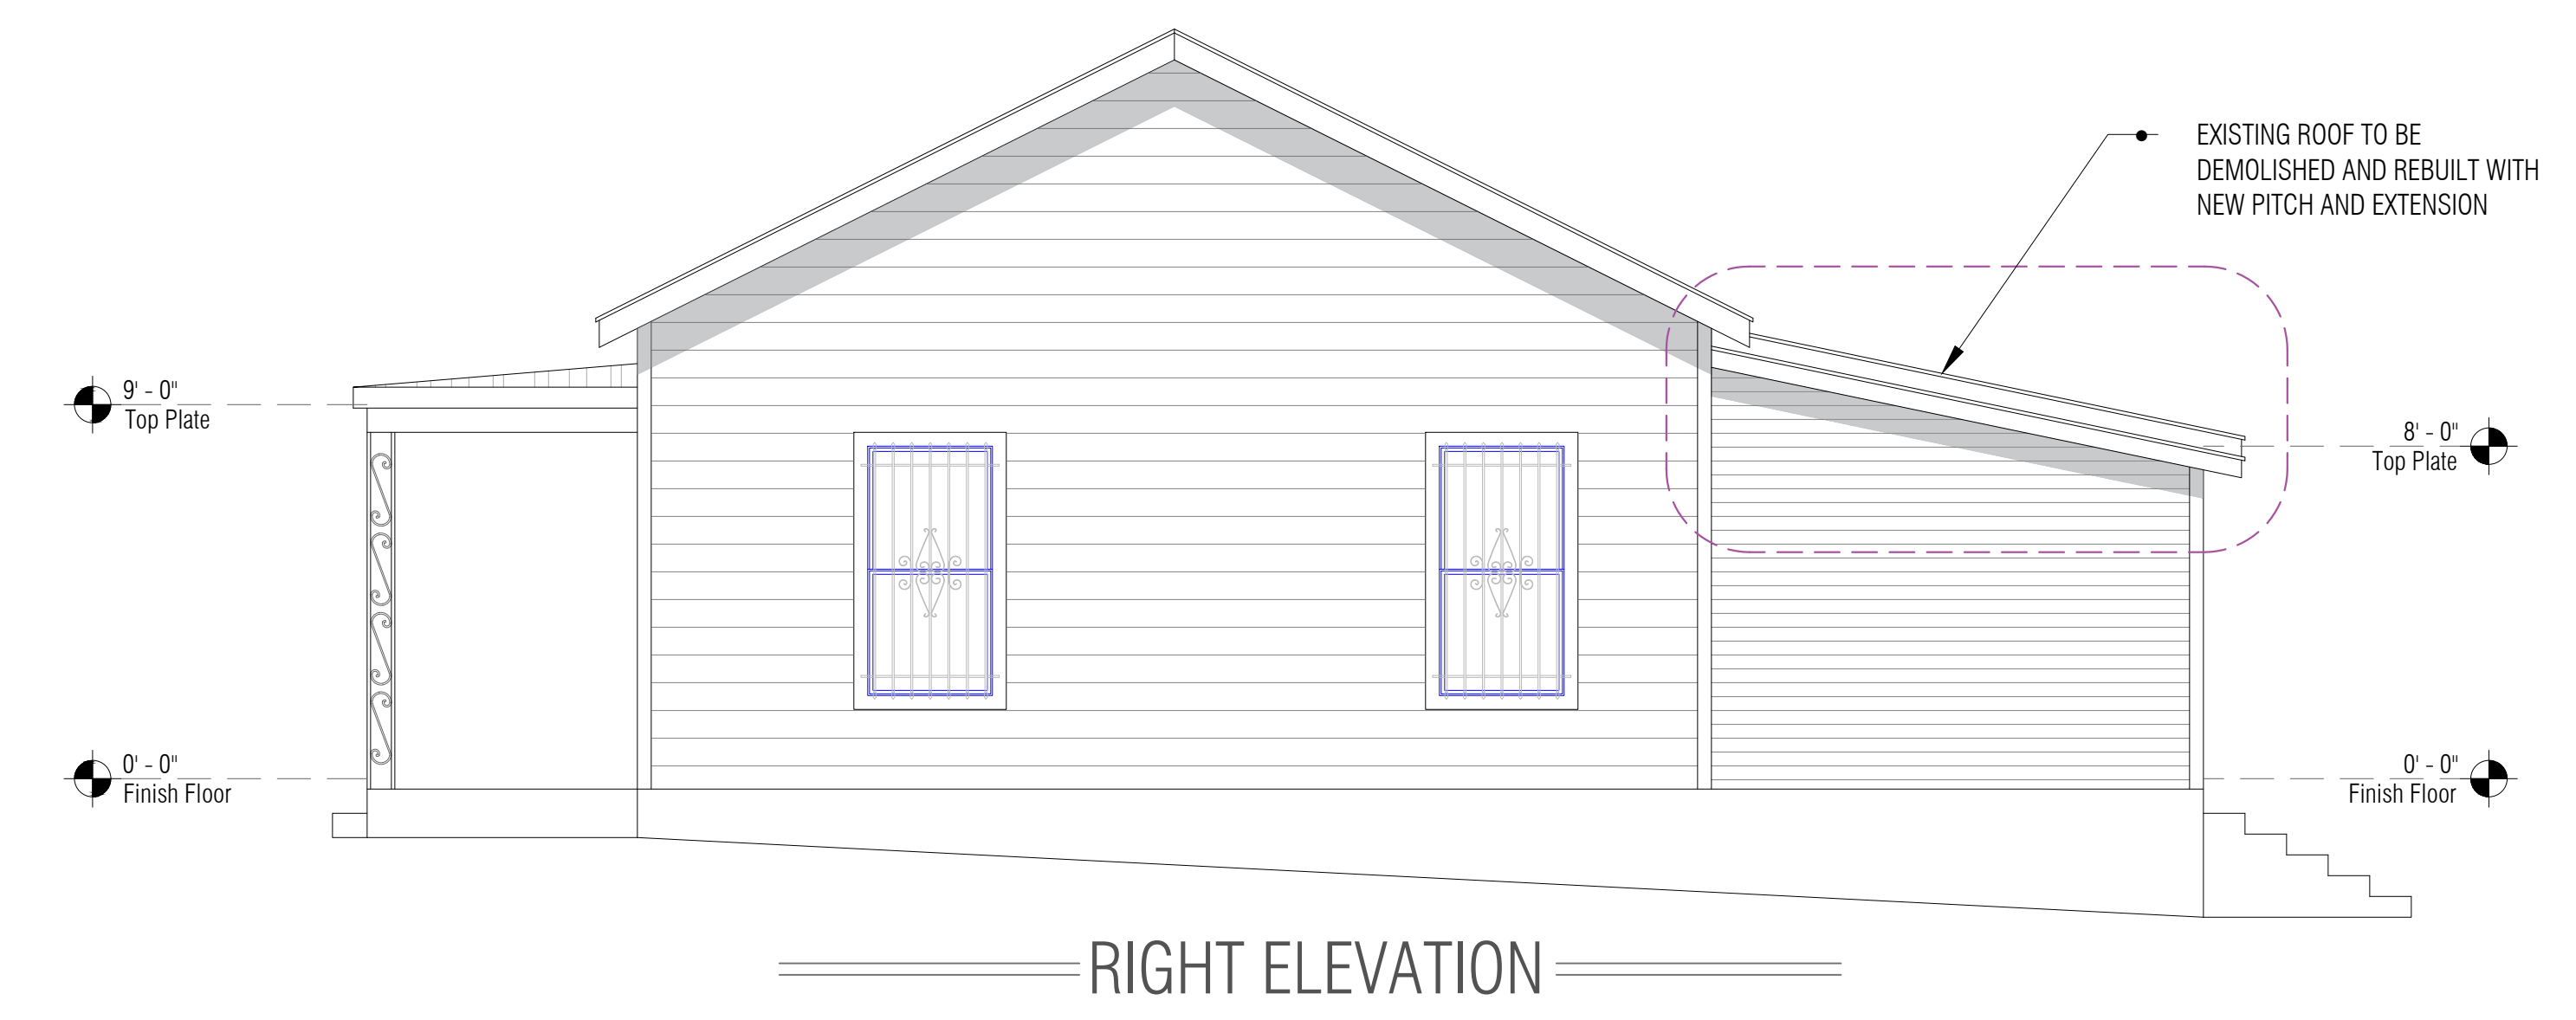 EXISTING ROOF TO BE
DEMOLISHED AND REBUILT WITH
NEW PITCH AND EXTENSION
9' - 0"
Top Plate
8' - 0"
Top Plate
0' - 0"
Finish Floor
0' - 0"
Finish Floor
RIGHT ELEVATION